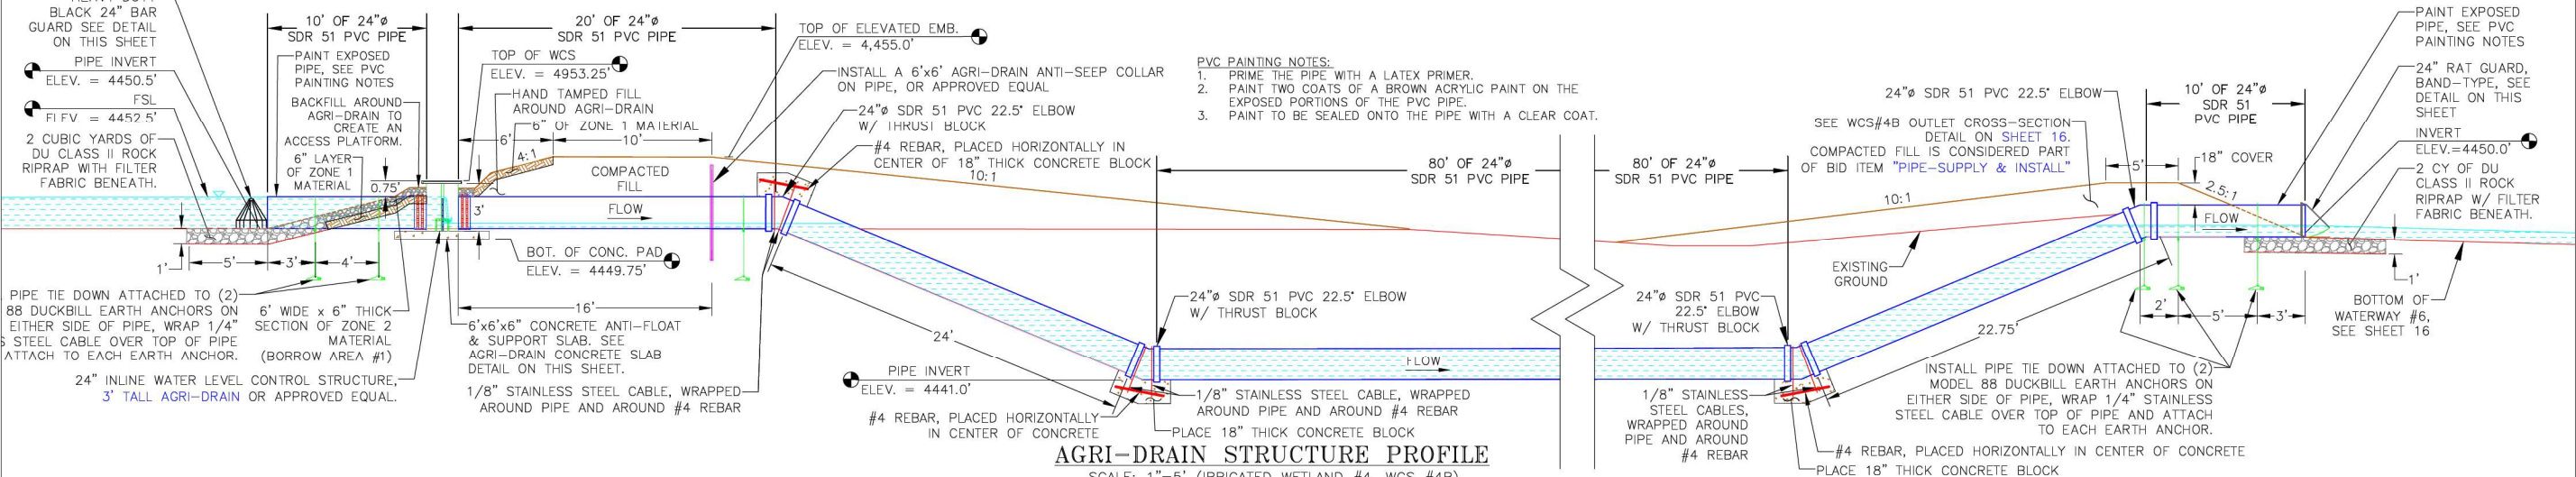 BLACK 24" BAR
GUARD SEE DETAIL
ON THIS SHEET
PIPE INVERT
ELEV. = 4450.5'
FSL
ELEV. = 4452.5'
2 CUBIC YARDS OF
DU CLASS II ROCK
RIPRAP WITH FILTER
FABRIC BENEATH.
10' OF 24"ø
SDR 51 PVC PIPE
PAINT EXPOSED
PIPE, SEE PVC
PAINTING NOTES
BACKFILL AROUND
AGRI-DRAIN TO
CREATE AN
ACCESS PLATFORM.
6" LAYER
OF ZONE 1
MATERIAL
0.75'
20' OF 24"ø
SDR 51 PVC PIPE
TOP OF WCS
ELEV. = 4953.25'
HAND TAMPED FILL
AROUND AGRI-DRAIN
6" OF ZONE 1 MATERIAL
6'
10'
4:1
COMPACTED
FILL
3'
FLOW
TOP OF ELEVATED EMB.
ELEV. = 4,455.0'
INSTALL A 6'x6' AGRI-DRAIN ANTI-SEEP COLLAR
ON PIPE, OR APPROVED EQUAL
24"ø SDR 51 PVC 22.5° ELBOW
W/ THRUST BLOCK
#4 REBAR, PLACED HORIZONTALLY IN
CENTER OF 18" THICK CONCRETE BLOCK
10:1
PVC PAINTING NOTES:
1. PRIME THE PIPE WITH A LATEX PRIMER.
2. PAINT TWO COATS OF A BROWN ACRYLIC PAINT ON THE
EXPOSED PORTIONS OF THE PVC PIPE.
3. PAINT TO BE SEALED ONTO THE PIPE WITH A CLEAR COAT.
80' OF 24"ø
SDR 51 PVC PIPE
80' OF 24"ø
SDR 51 PVC PIPE
24"ø SDR 51 PVC 22.5° ELBOW
SEE WCS#4B OUTLET CROSS-SECTION
DETAIL ON SHEET 16.
COMPACTED FILL IS CONSIDERED PART
OF BID ITEM "PIPE-SUPPLY & INSTALL"
10' OF 24"ø
SDR 51
PVC PIPE
5'
18" COVER
2.5:1
10:1
FLOW
PAINT EXPOSED
PIPE, SEE PVC
PAINTING NOTES
24" RAT GUARD,
BAND-TYPE, SEE
DETAIL ON THIS
SHEET
INVERT
ELEV.=4450.0'
2 CY OF DU
CLASS II ROCK
RIPRAP W/ FILTER
FABRIC BENEATH.
1'
5'
3'
4'
PIPE TIE DOWN ATTACHED TO (2)
88 DUCKBILL EARTH ANCHORS ON
EITHER SIDE OF PIPE, WRAP 1/4"
STEEL CABLE OVER TOP OF PIPE
ATTACH TO EACH EARTH ANCHOR.
6' WIDE x 6" THICK
SECTION OF ZONE 2
MATERIAL
(BORROW AREA #1)
24" INLINE WATER LEVEL CONTROL STRUCTURE,
3' TALL AGRI-DRAIN OR APPROVED EQUAL.
BOT. OF CONC. PAD
ELEV. = 4449.75'
16'
6'x6'x6" CONCRETE ANTI-FLOAT
& SUPPORT SLAB. SEE
AGRI-DRAIN CONCRETE SLAB
DETAIL ON THIS SHEET.
1/8" STAINLESS STEEL CABLE, WRAPPED
AROUND PIPE AND AROUND #4 REBAR
24'
PIPE INVERT
ELEV. = 4441.0'
#4 REBAR, PLACED HORIZONTALLY
IN CENTER OF CONCRETE
24"ø SDR 51 PVC 22.5° ELBOW
W/ THRUST BLOCK
FLOW
1/8" STAINLESS STEEL CABLE, WRAPPED
AROUND PIPE AND AROUND #4 REBAR
PLACE 18" THICK CONCRETE BLOCK
24"ø SDR 51 PVC
22.5° ELBOW
W/ THRUST BLOCK
1/8" STAINLESS
STEEL CABLES,
WRAPPED AROUND
PIPE AND AROUND
#4 REBAR
EXISTING
GROUND
22.75'
2'
5'
3'
1'
BOTTOM OF
WATERWAY #6,
SEE SHEET 16
INSTALL PIPE TIE DOWN ATTACHED TO (2)
MODEL 88 DUCKBILL EARTH ANCHORS ON
EITHER SIDE OF PIPE, WRAP 1/4" STAINLESS
STEEL CABLE OVER TOP OF PIPE AND ATTACH
TO EACH EARTH ANCHOR.
#4 REBAR, PLACED HORIZONTALLY IN CENTER OF CONCRETE
PLACE 18" THICK CONCRETE BLOCK
AGRI-DRAIN STRUCTURE PROFILE
SCALE: 1"=5' (IRRIGATED WETLAND #4, WCS #4B)